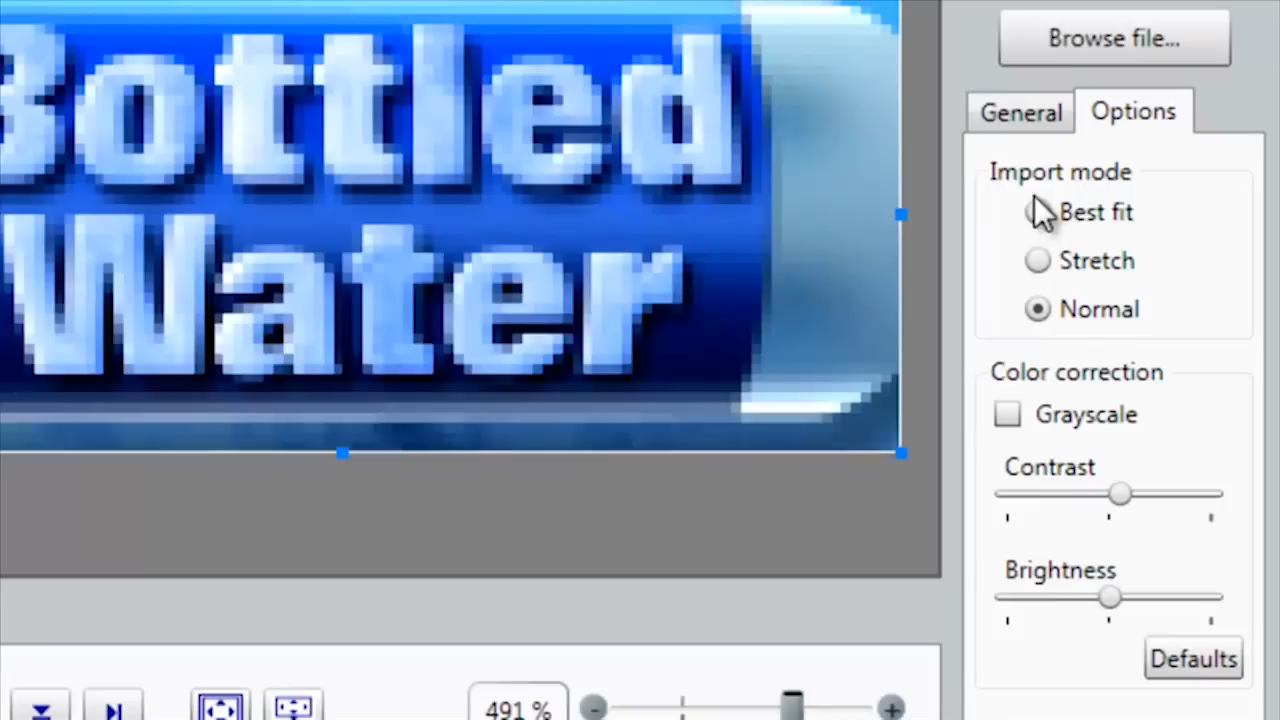 Bottled
Water
Browse file...
General
Options
Import mode
Best fit
Stretch
Normal
Color correction
Grayscale
Contrast
Brightness
Defaults
491 %